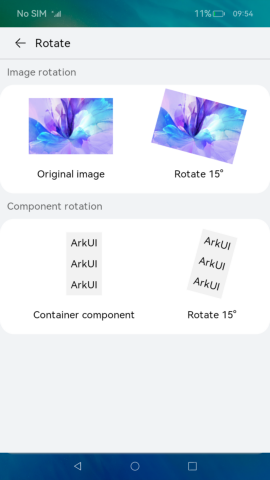 No SIM 11% 09:54
Rotate
Image rotation
Original image Rotate 15°
Component rotation
ArkUI ArkUI
ArkUI ArkUI
ArkUI ArkUI
Container component Rotate 15°